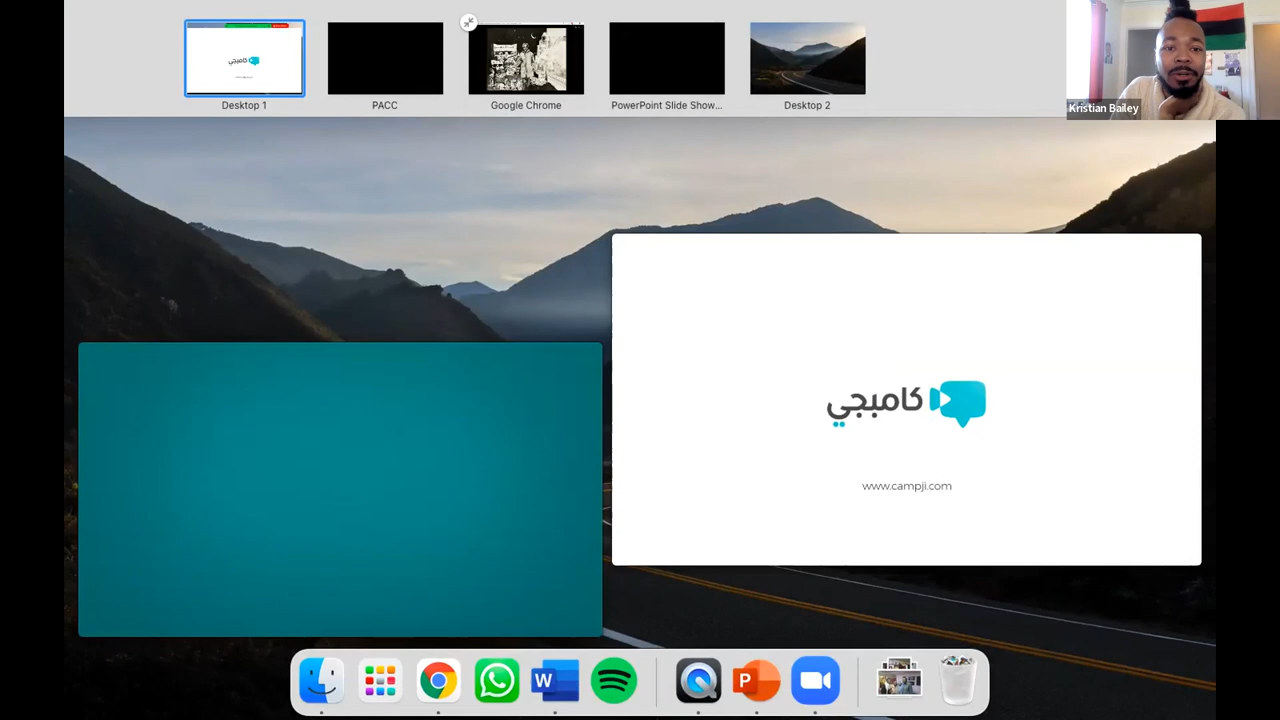 Desktop 1
PACC
Google Chrome
PowerPoint Slide Show...
Desktop 2
Kristian Bailey
كامبجي
www.campji.com
W
P